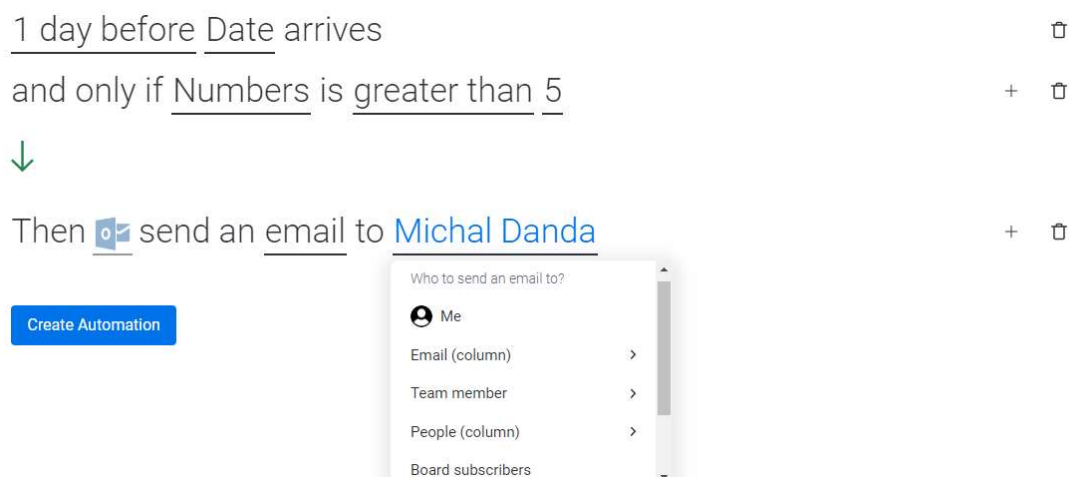 1 day before Date arrives
and only if Numbers is greater than 5
Then send an email to Michal Danda
Who to send an email to?
Me
Email (column)
Create Automation
Team member
People (column)
Board subscribers